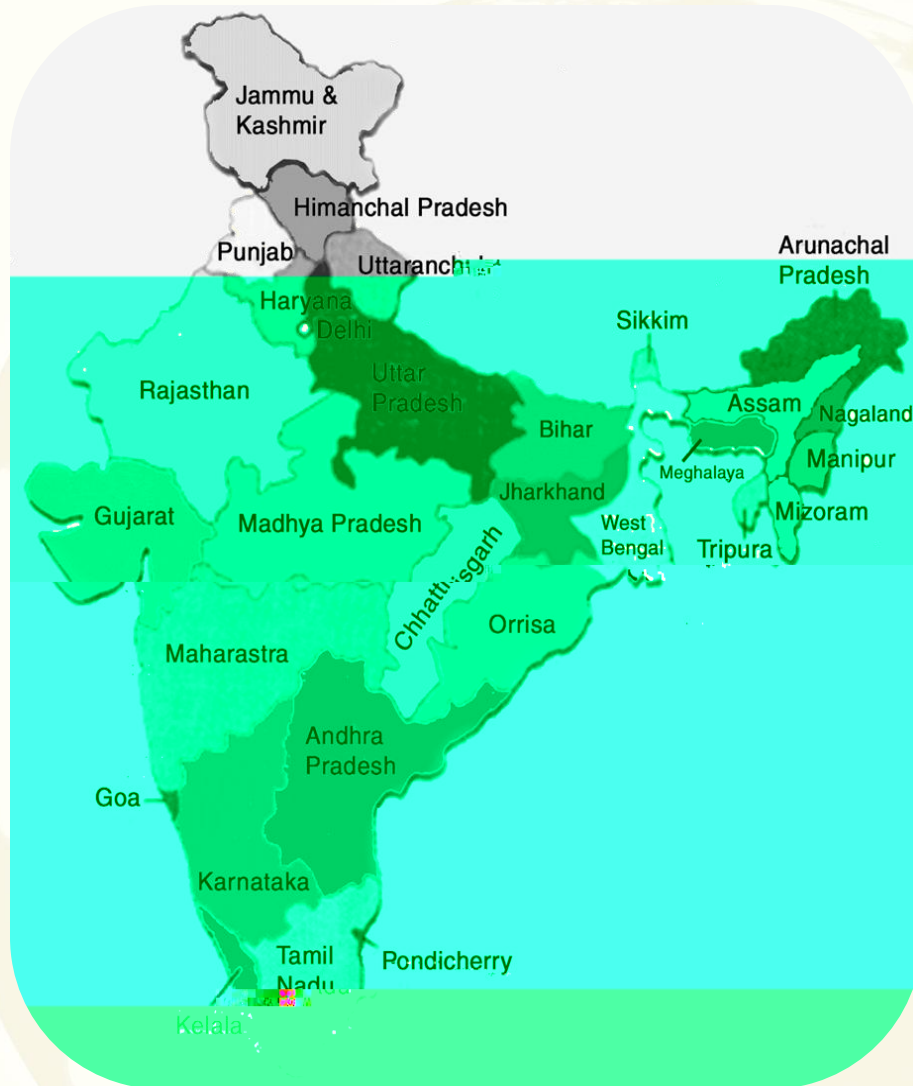 Jammu &
Kashmir
Himanchal Pradesh
Punjab
Arunachal
Pradesh
Haryana
Delhi
Sikkim
Uttar
Pradesh
Rajasthan
Assam
Nagaland
Bihar
Meghalaya
Manipur
Jharkhand
Gujarat
Madhya Pradesh
West
Bengal
Mizoram
Tripura
Orrisa
Maharastra
Andhra
Pradesh
Goa
Karnataka
Tamil
Nadu
Pondicherry
Kelala